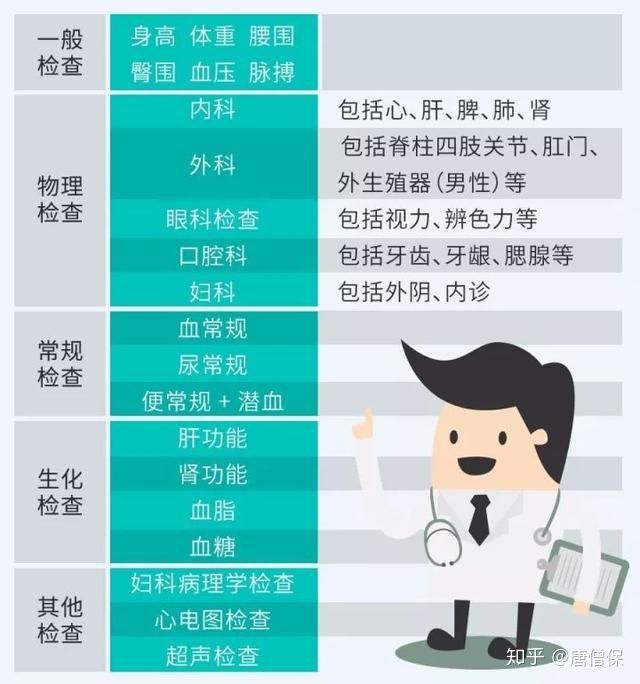 一般
检查
身高 体重 腰围
臀围 血压 脉搏
物理
检查
内科
包括心、肝、脾、肺、肾
外科
包括脊柱四肢关节、肛门、
外生殖器(男性)等
眼科检查
包括视力、辨色力等
口腔科
包括牙齿、牙龈、腮腺等
妇科
包括外阴、内诊
常规
检查
血常规
尿常规
便常规 + 潜血
生化
检查
肝功能
肾功能
血脂
血糖
其他
检查
妇科病理学检查
心电图检查
超声检查
知乎 @唐僧保